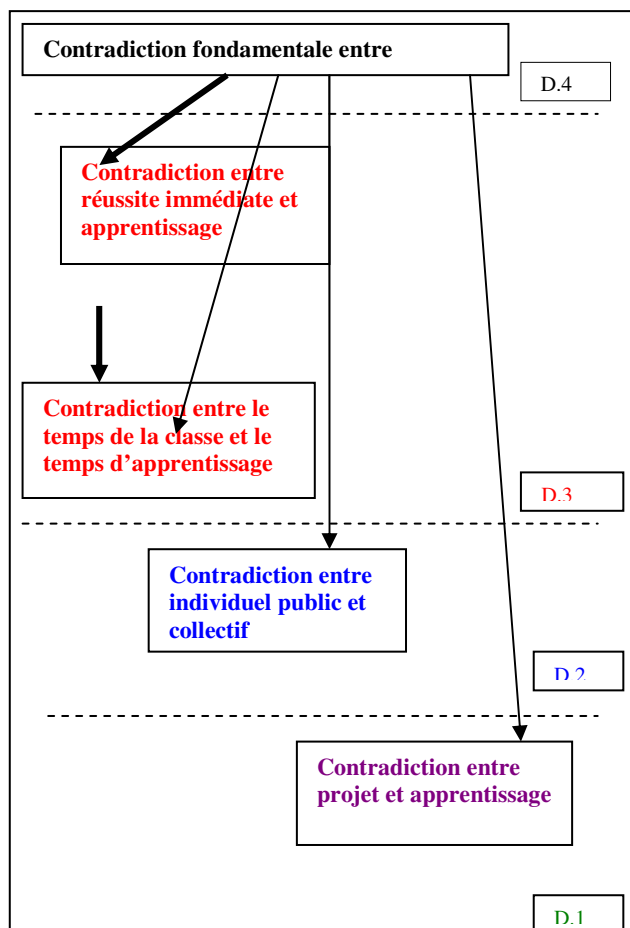 Contradiction fondamentale entre
D.4
Contradiction entre
réussite immédiate et
apprentissage
Contradiction entre le
temps de la classe et le
temps d’apprentissage
D.3
Contradiction entre
individuel public et
collectif
D.2
Contradiction entre
projet et apprentissage
D.1